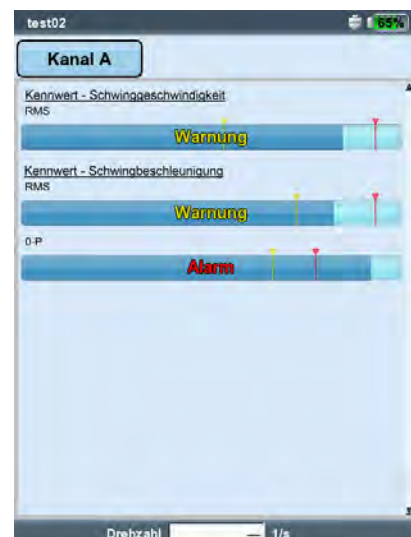 test02 65%
Kanal A
Kennwert - Schwinggeschwindigkeit
RMS
Warnung
Kennwert - Schwingbeschleunigung
RMS
Warnung
0-P
Alarm
Drehzahl — 1/s